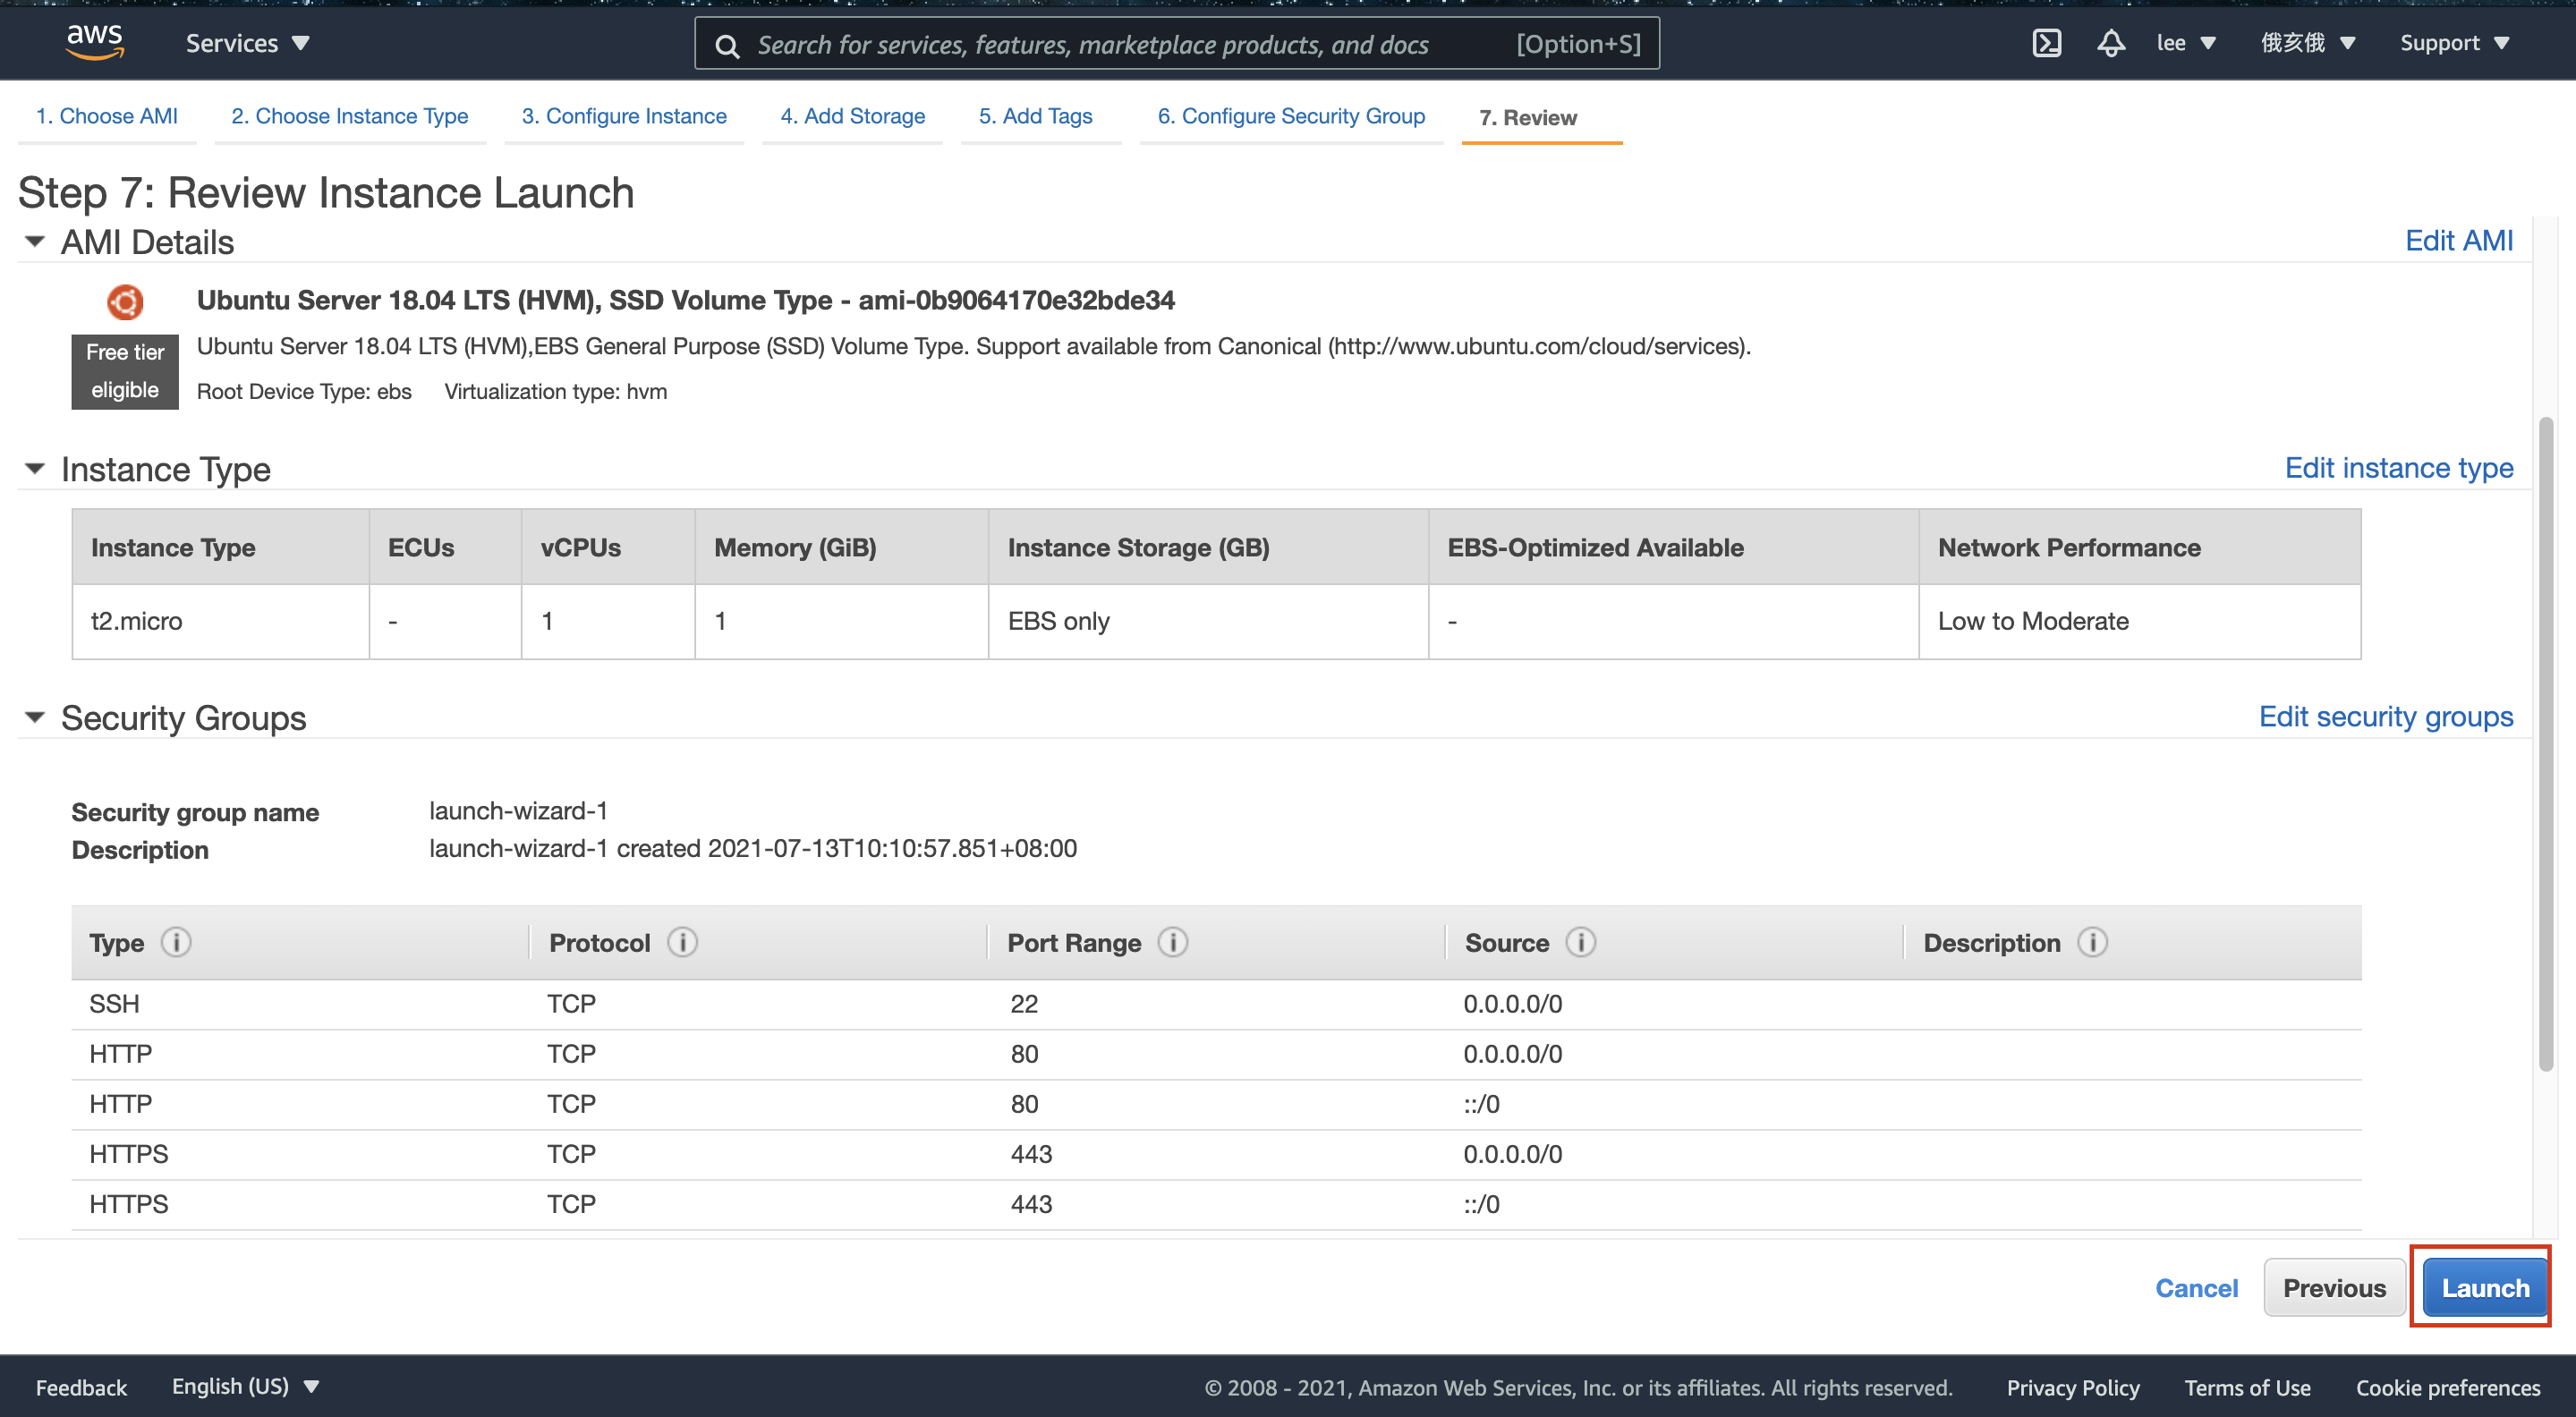 aws Services Search for services, features, marketplace products, and docs [Option+S] lee 俄亥俄 Support
1. Choose AMI 2. Choose Instance Type 3. Configure Instance 4. Add Storage 5. Add Tags 6. Configure Security Group 7. Review
Step 7: Review Instance Launch
AMI Details Edit AMI
Ubuntu Server 18.04 LTS (HVM), SSD Volume Type - ami-0b9064170e32bde34
Free tier eligible
Ubuntu Server 18.04 LTS (HVM),EBS General Purpose (SSD) Volume Type. Support available from Canonical (http://www.ubuntu.com/cloud/services).
Root Device Type: ebs Virtualization type: hvm
Instance Type Edit instance type
Instance Type ECUs vCPUs Memory (GiB) Instance Storage (GB) EBS-Optimized Available Network Performance
t2.micro - 1 1 EBS only - Low to Moderate
Security Groups Edit security groups
Security group name launch-wizard-1
Description launch-wizard-1 created 2021-07-13T10:10:57.851+08:00
Type i Protocol i Port Range i Source i Description i
SSH TCP 22 0.0.0.0/0
HTTP TCP 80 0.0.0.0/0
HTTP TCP 80 ::/0
HTTPS TCP 443 0.0.0.0/0
HTTPS TCP 443 ::/0
Cancel Previous Launch
Feedback English (US) © 2008 - 2021, Amazon Web Services, Inc. or its affiliates. All rights reserved. Privacy Policy Terms of Use Cookie preferences